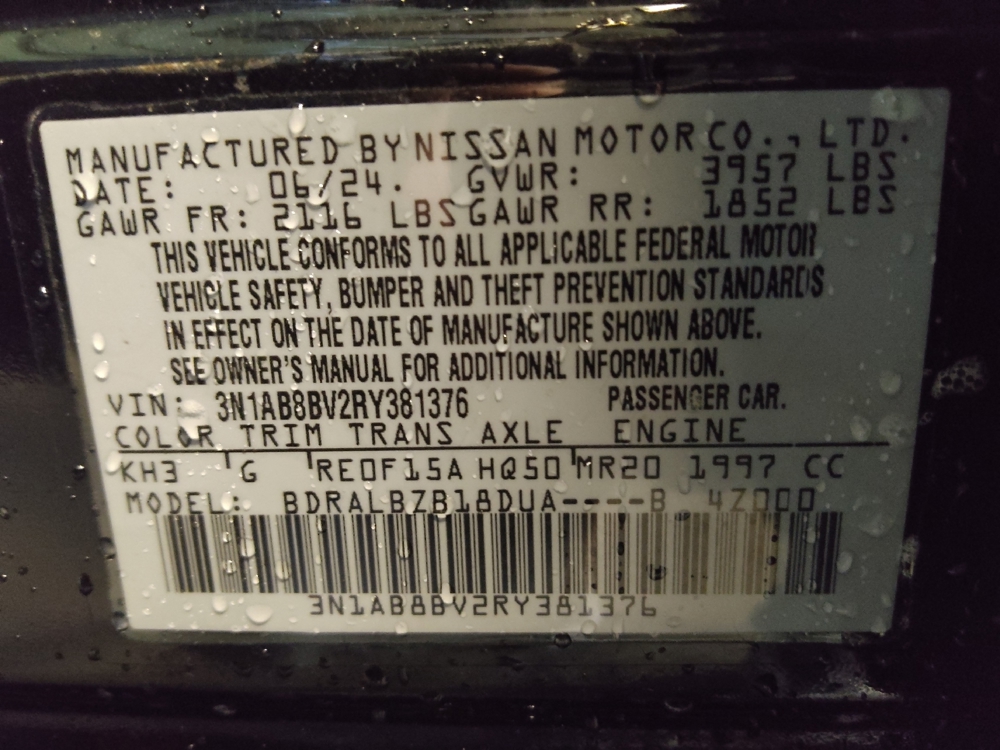 MANUFACTURED BY NISSAN MOTOR CO., LTD.
DATE: 06/24. GVWR: 3957 LBS
GAWR FR: 2116 LBS GAWR RR: 1852 LBS
THIS VEHICLE CONFORMS TO ALL APPLICABLE FEDERAL MOTOR
VEHICLE SAFETY, BUMPER AND THEFT PREVENTION STANDARDS
IN EFFECT ON THE DATE OF MANUFACTURE SHOWN ABOVE.
SEE OWNER'S MANUAL FOR ADDITIONAL INFORMATION.
VIN: 3N1AB8BV2RY381376 PASSENGER CAR.
COLOR TRIM TRANS AXLE ENGINE
KH3 G RE0F15A HQ50 MR20 1997 CC
MODEL: BDRALBZB18DUA----B 4Z000
3N1AB8BV2RY381376